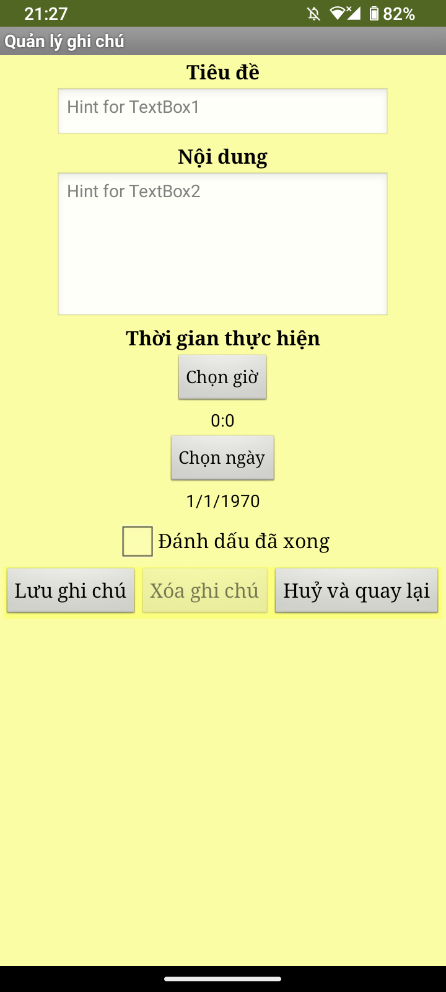 21:27
82%
Quản lý ghi chú
Tiêu đề
Hint for TextBox1
Nội dung
Hint for TextBox2
Thời gian thực hiện
Chọn giờ
0:0
Chọn ngày
1/1/1970
Đánh dấu đã xong
Lưu ghi chú
Xóa ghi chú
Huỷ và quay lại